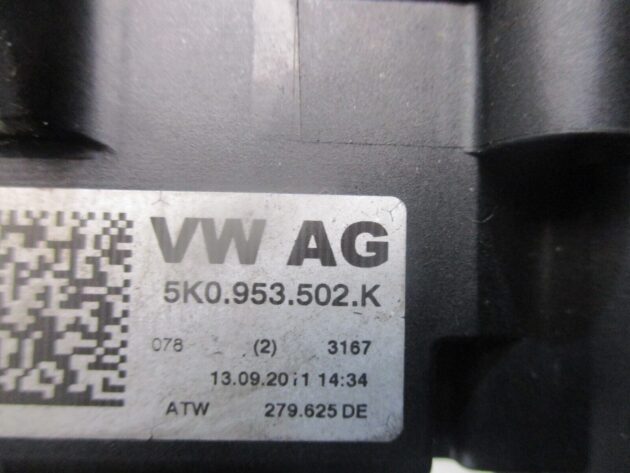 VW AG
5K0.953.502.K
078 (2) 3167
13.09.2011 14:34
ATW 279.625 DE